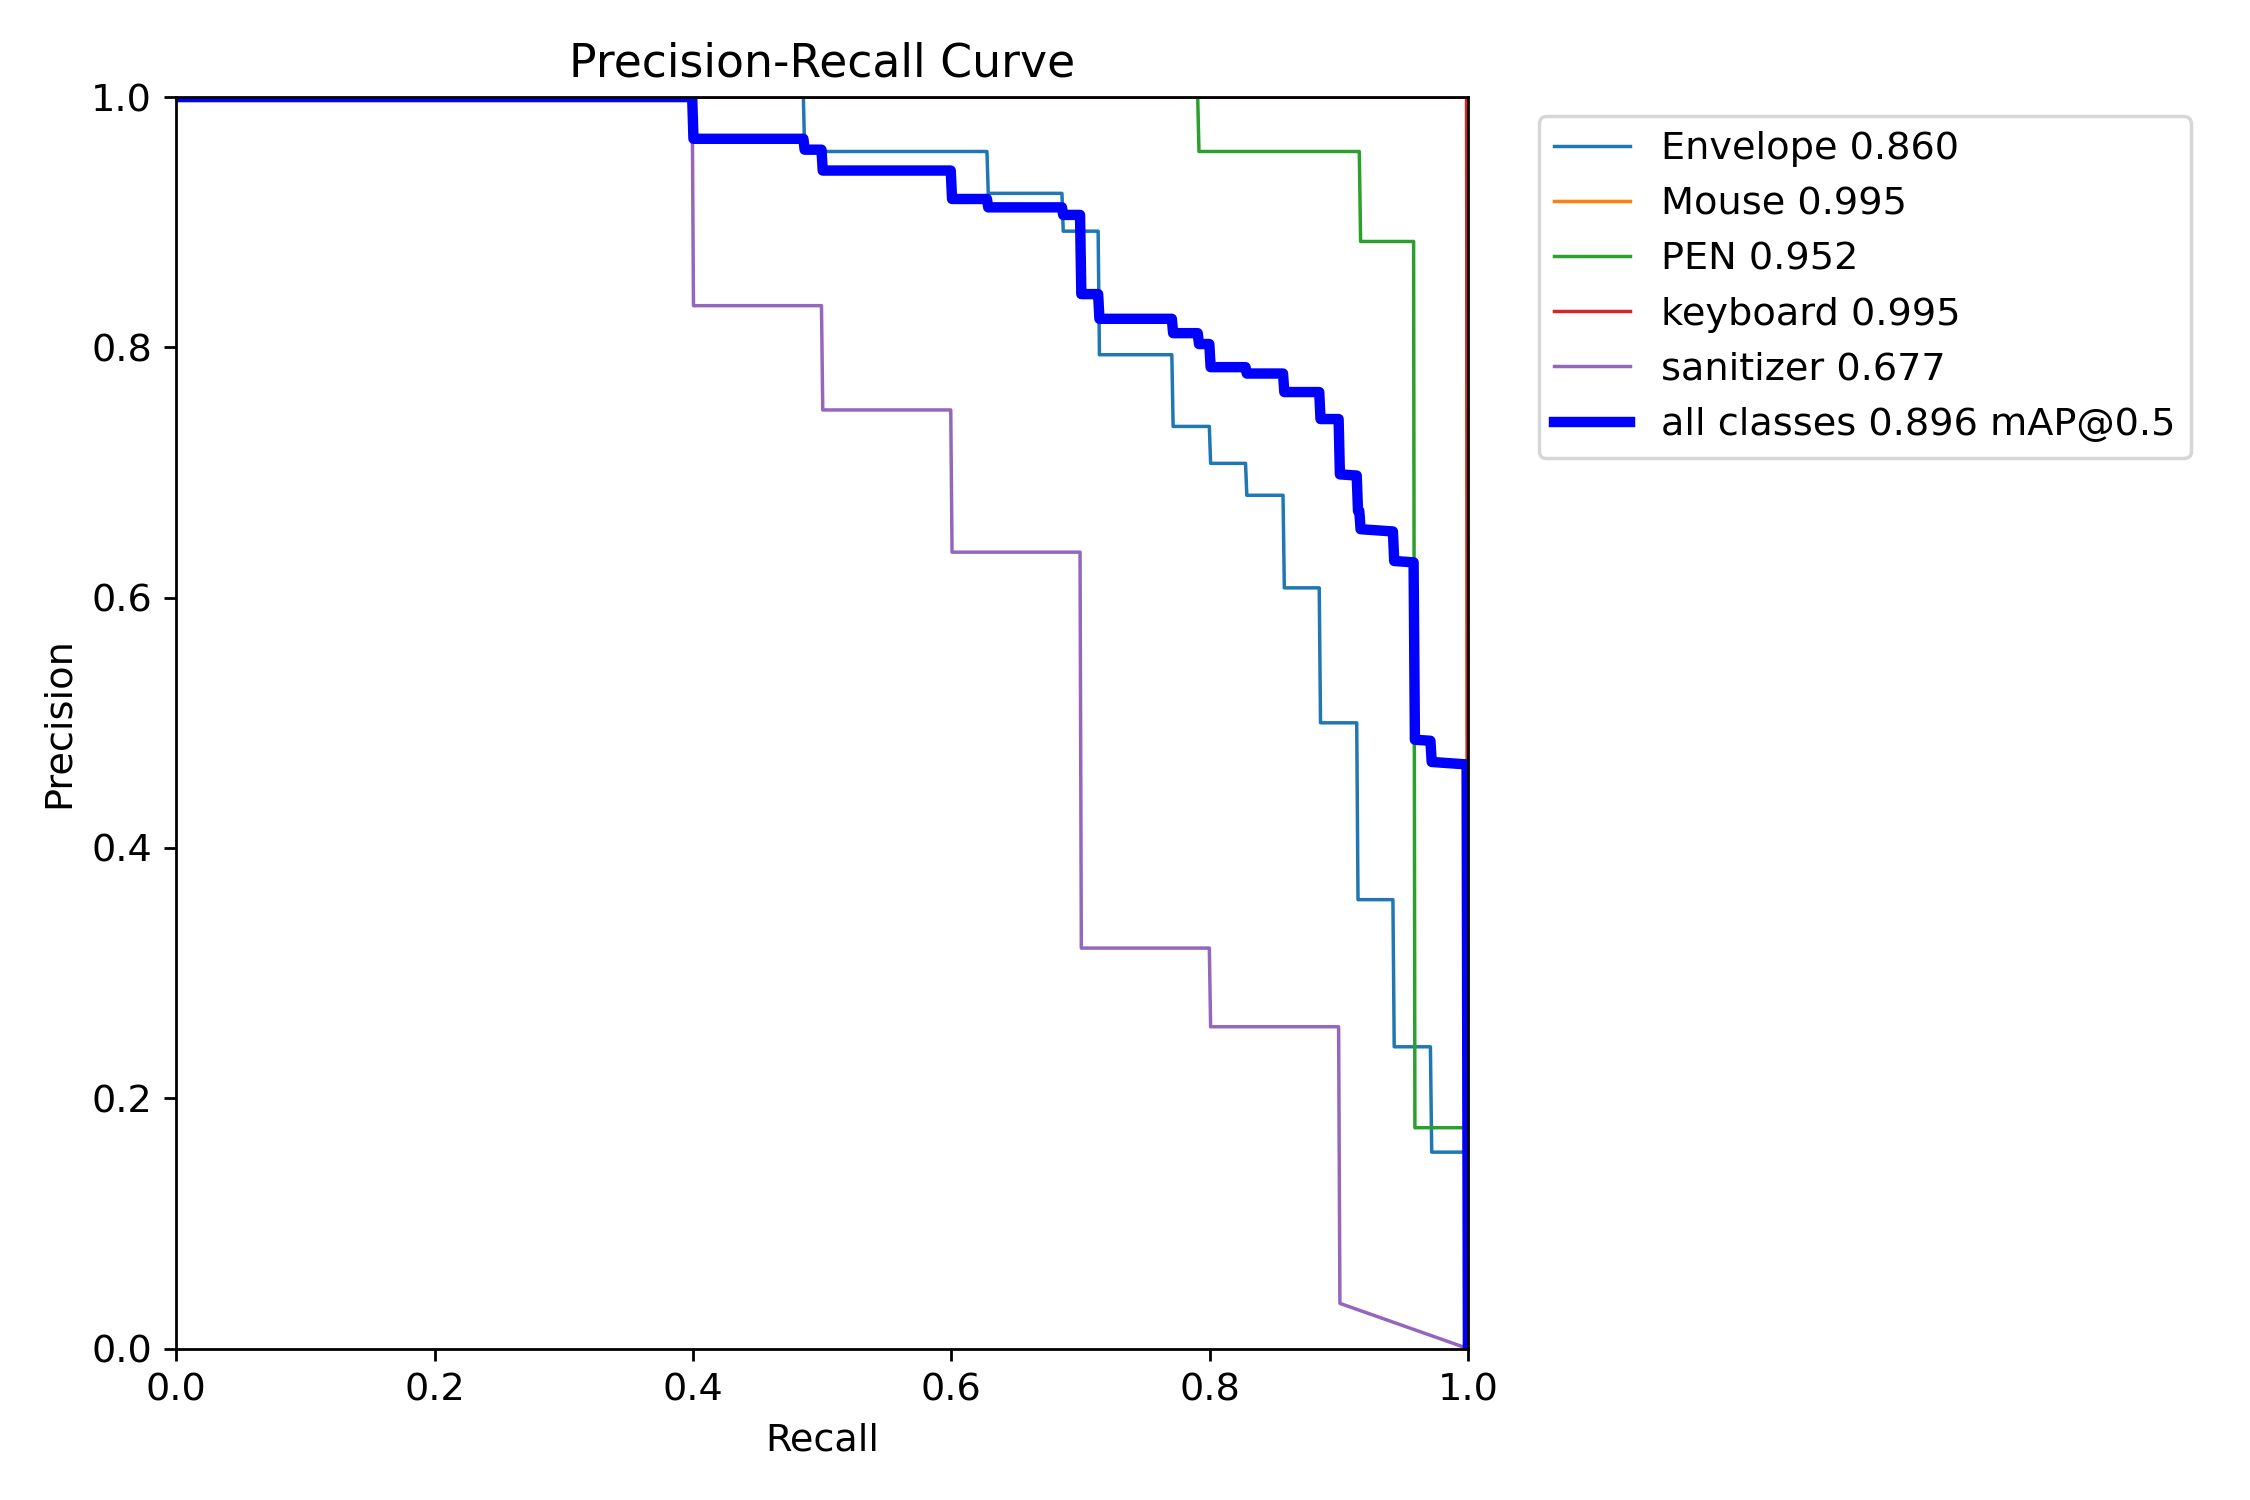 Precision-Recall Curve
1.0
0.8
0.6
0.4
0.2
0.0
Precision
0.0 0.2 0.4 0.6 0.8 1.0
Recall
Envelope 0.860
Mouse 0.995
PEN 0.952
keyboard 0.995
sanitizer 0.677
all classes 0.896 mAP@0.5